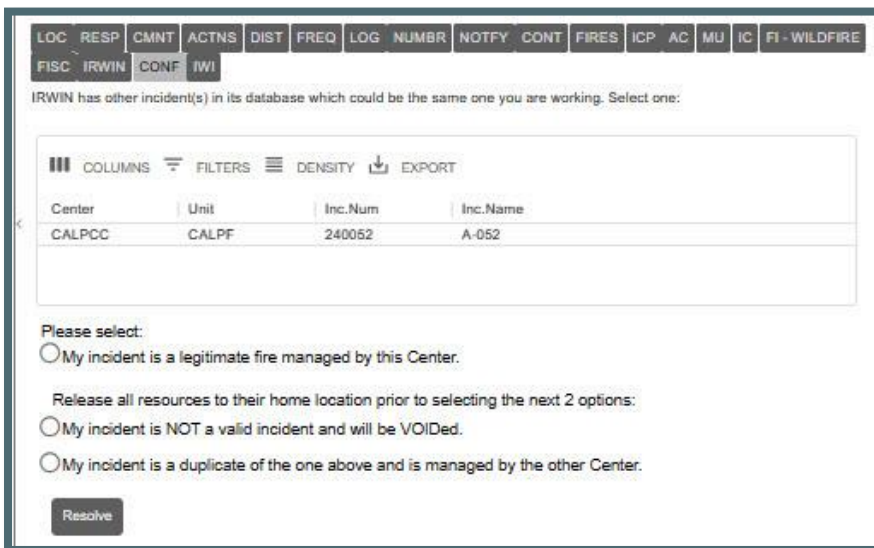 LOC RESP CMNT ACTNS DIST FREQ LOG NUMBR NOTFY CONT FIRES ICP AC MU IC FI - WILDFIRE
FISC IRWIN CONF IWI
IRWIN has other incident(s) in its database which could be the same one you are working. Select one:
COLUMNS FILTERS DENSITY EXPORT
Center Unit Inc.Num Inc.Name
CALPCC CALPF 240052 A-052
Please select:
My incident is a legitimate fire managed by this Center.
Release all resources to their home location prior to selecting the next 2 options:
My incident is NOT a valid incident and will be VOIDed.
My incident is a duplicate of the one above and is managed by the other Center.
Resolve